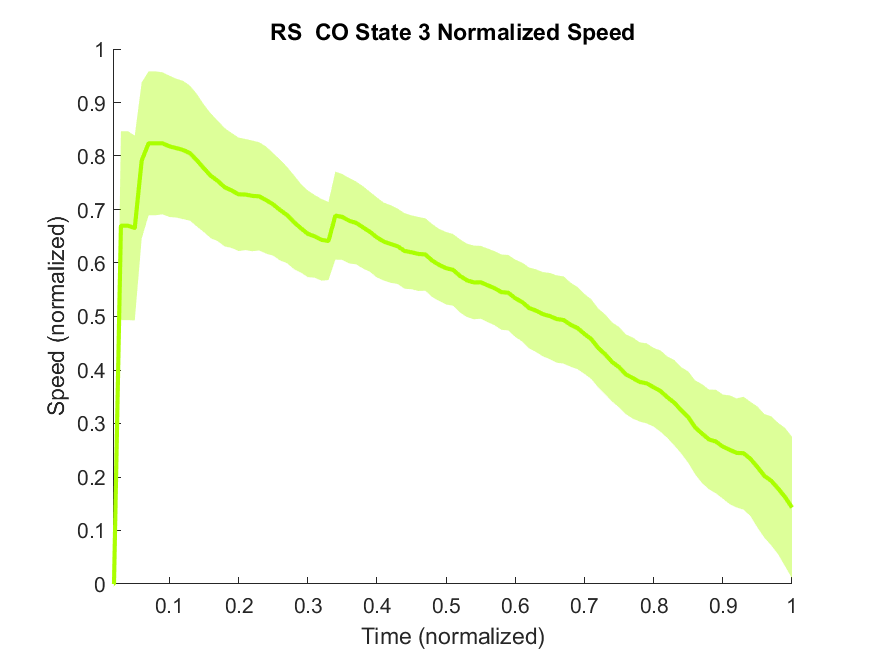 RS  CO State 3 Normalized Speed
1
0.9
0.8
0.7
0.6
0.5
0.4
0.3
0.2
0.1
0
Speed (normalized)
0.1 0.2 0.3 0.4 0.5 0.6 0.7 0.8 0.9 1
Time (normalized)